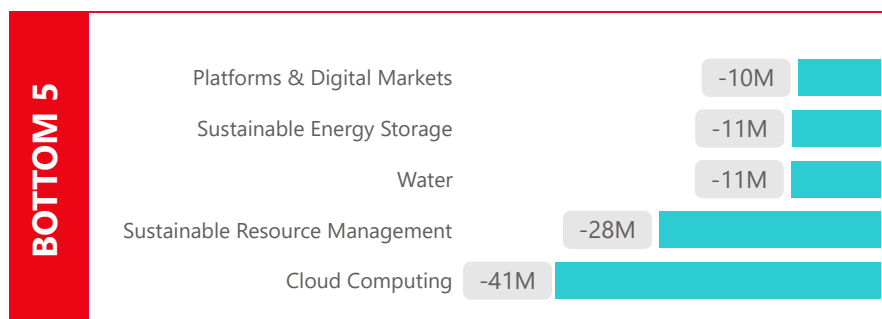 BOTTOM 5
Platforms & Digital Markets -10M
Sustainable Energy Storage -11M
Water -11M
Sustainable Resource Management -28M
Cloud Computing -41M